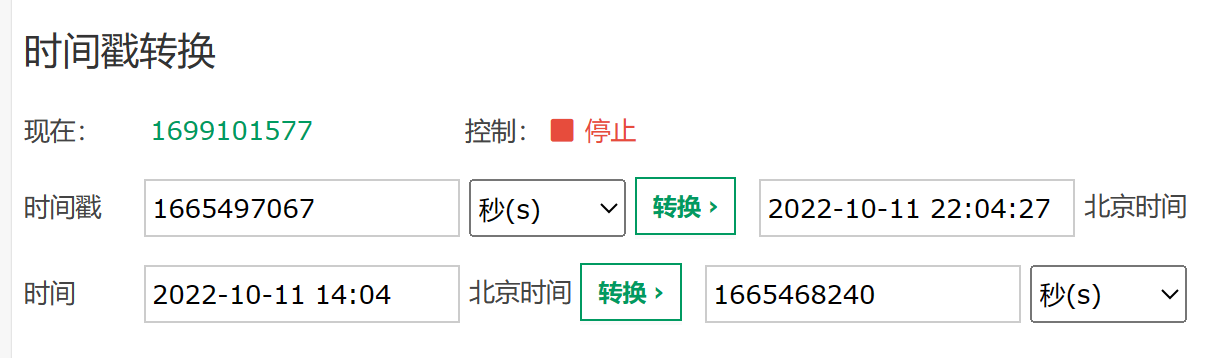 时间戳转换
现在： 1699101577 控制： 停止
时间戳 1665497067 秒(s) 转换 › 2022-10-11 22:04:27 北京时间
时间 2022-10-11 14:04 北京时间 转换 › 1665468240 秒(s)